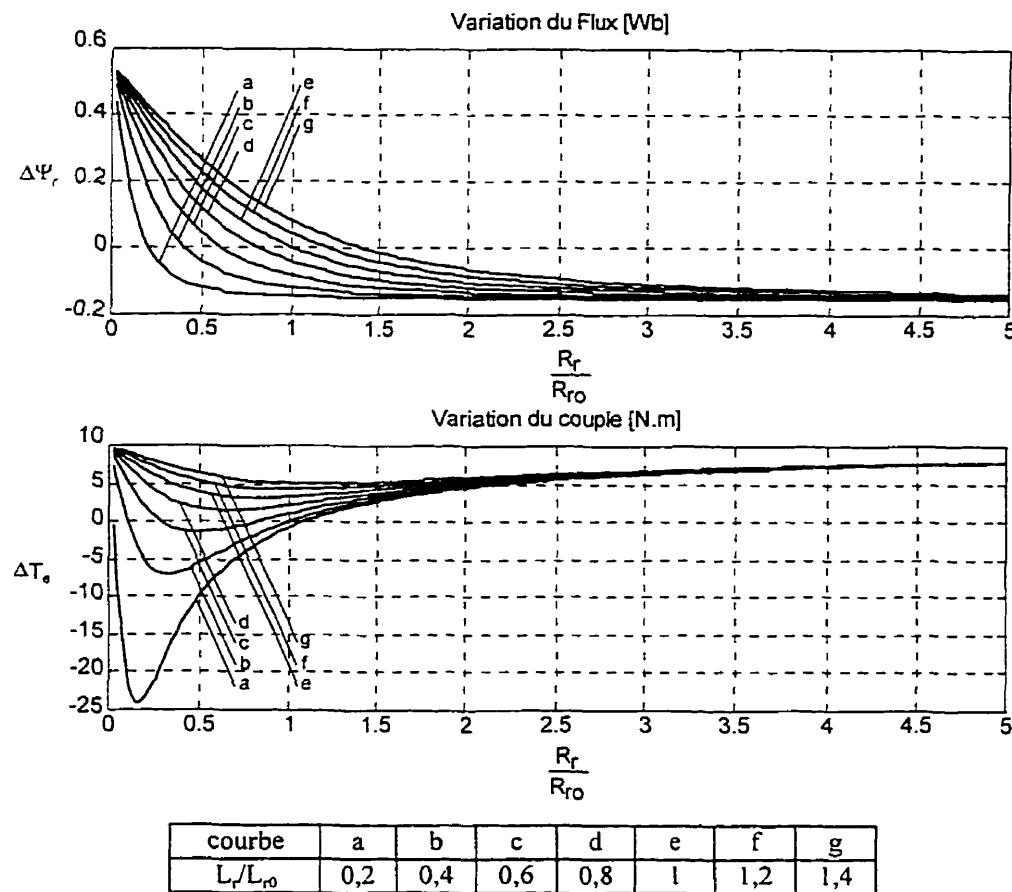 Variation du Flux [Wb]
0.6
0.4
0.2
0
-0.2
ΔΨr
a
b
c
d
e
f
g
0 0.5 1 1.5 2 2.5 3 3.5 4 4.5 5
Rr
Rro
Variation du couple [N.m]
10
5
0
-5
-10
-15
-20
-25
ΔTe
d
c
b
a
g
f
e
0 0.5 1 1.5 2 2.5 3 3.5 4 4.5 5
Rr
Rro
courbe a b c d e f g
Lr/Lr0 0,2 0,4 0,6 0,8 1 1,2 1,4